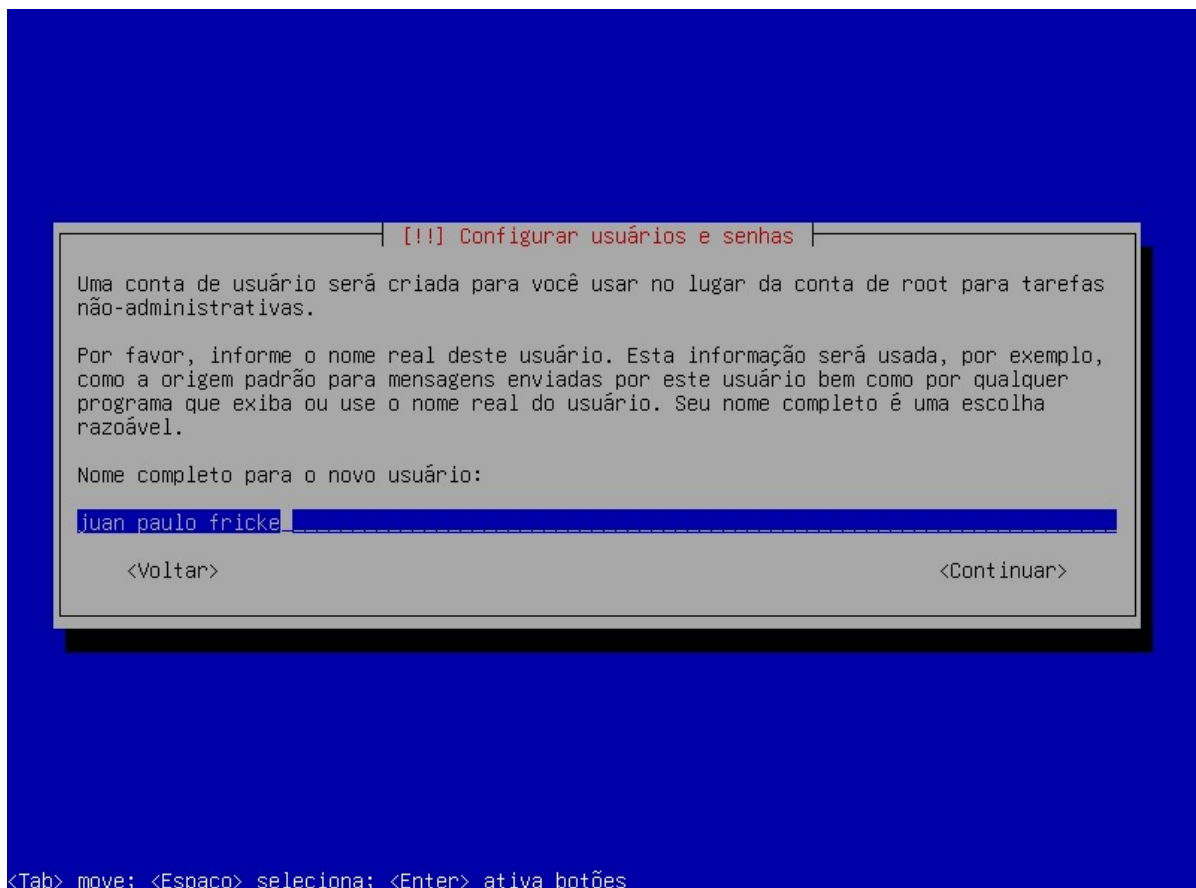 [!!] Configurar usuários e senhas
Uma conta de usuário será criada para você usar no lugar da conta de root para tarefas
não-administrativas.
Por favor, informe o nome real deste usuário. Esta informação será usada, por exemplo,
como a origem padrão para mensagens enviadas por este usuário bem como por qualquer
programa que exiba ou use o nome real do usuário. Seu nome completo é uma escolha
razoável.
Nome completo para o novo usuário:
juan paulo fricke
<Voltar> <Continuar>
<Tab> move; <Espaco> seleciona; <Enter> ativa botões